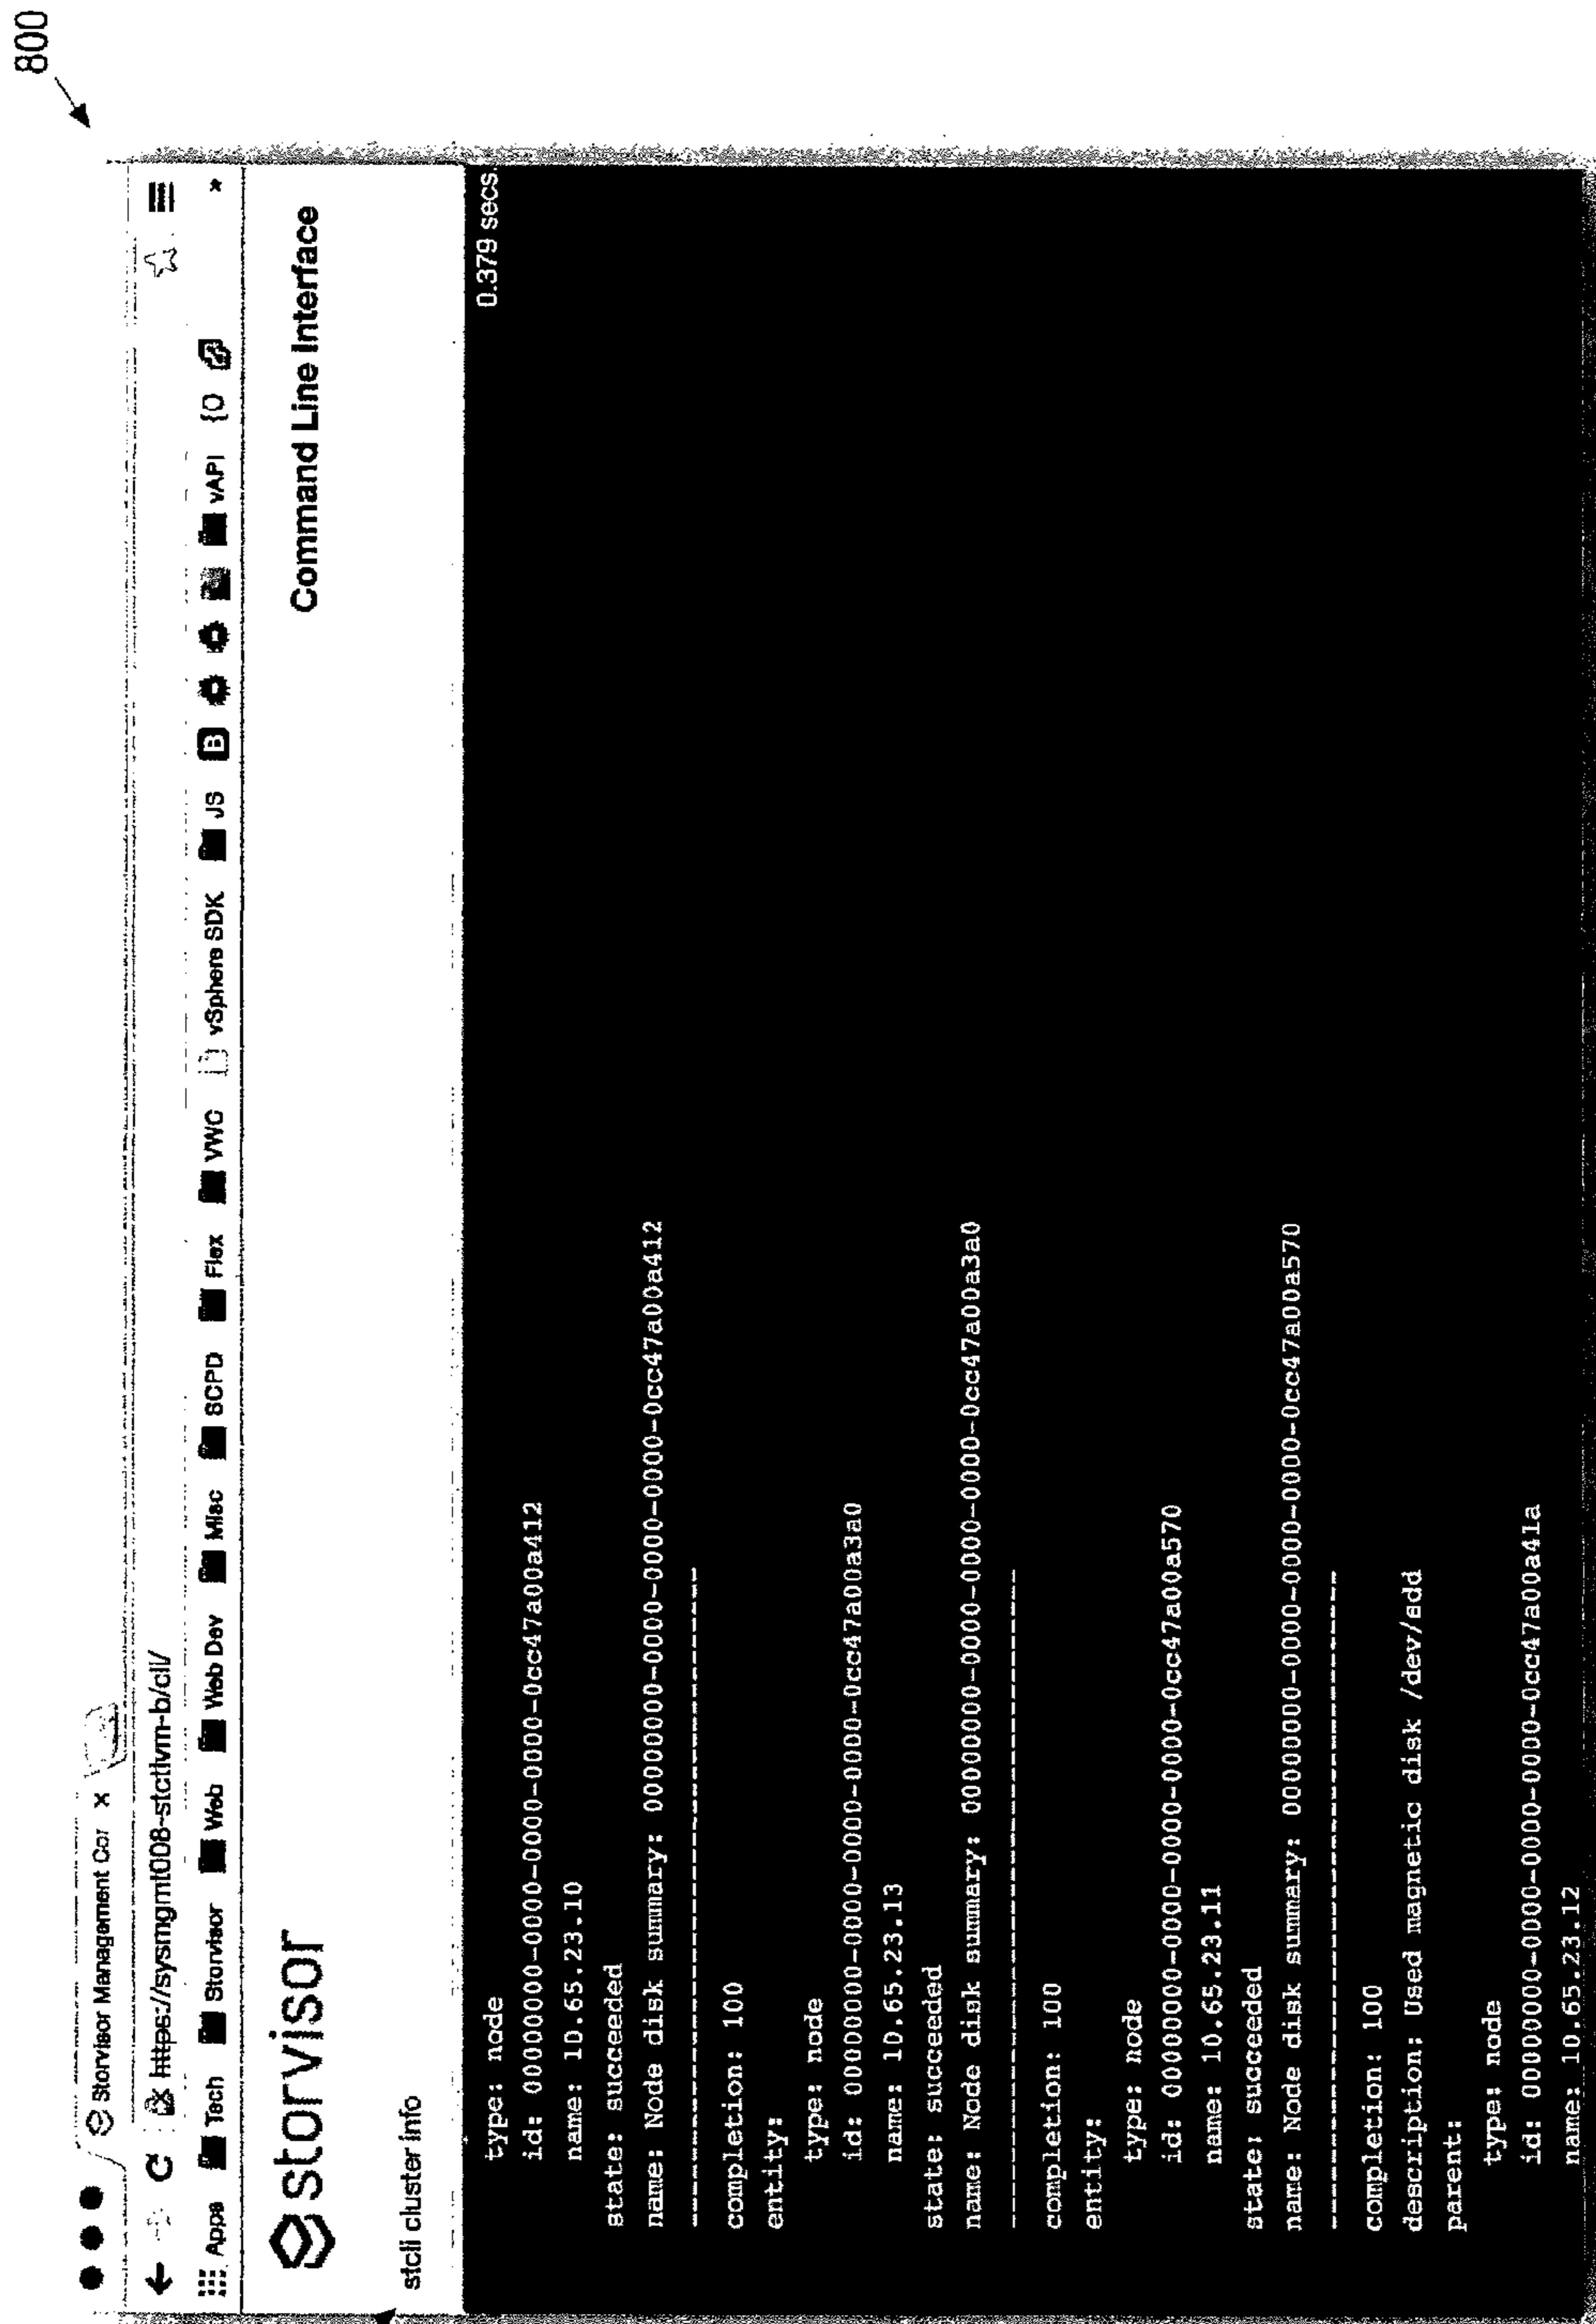 800
Storvisor Management Cor x
https://sysmgmt008-stctlvm-b/cli/
Apps Tech Storvisor Web Web Dev Misc SCPD Flex VWC vSphere SDK JS B vAPI {O
storvisor Command Line Interface
stcli cluster info
0.379 secs.
type: node
id: 00000000-0000-0000-0000-0cc47a00a412
name: 10.65.23.10
state: succeeded
name: Node disk summary: 00000000-0000-0000-0000-0cc47a00a412
----------------------------------------
completion: 100
entity:
type: node
id: 00000000-0000-0000-0000-0cc47a00a3a0
name: 10.65.23.13
state: succeeded
name: Node disk summary: 00000000-0000-0000-0000-0cc47a00a3a0
----------------------------------------
completion: 100
entity:
type: node
id: 00000000-0000-0000-0000-0cc47a00a570
name: 10.65.23.11
state: succeeded
name: Node disk summary: 00000000-0000-0000-0000-0cc47a00a570
----------------------------------------
completion: 100
description: Used magnetic disk /dev/sdd
parent:
type: node
id: 00000000-0000-0000-0000-0cc47a00a41a
name: 10.65.23.12